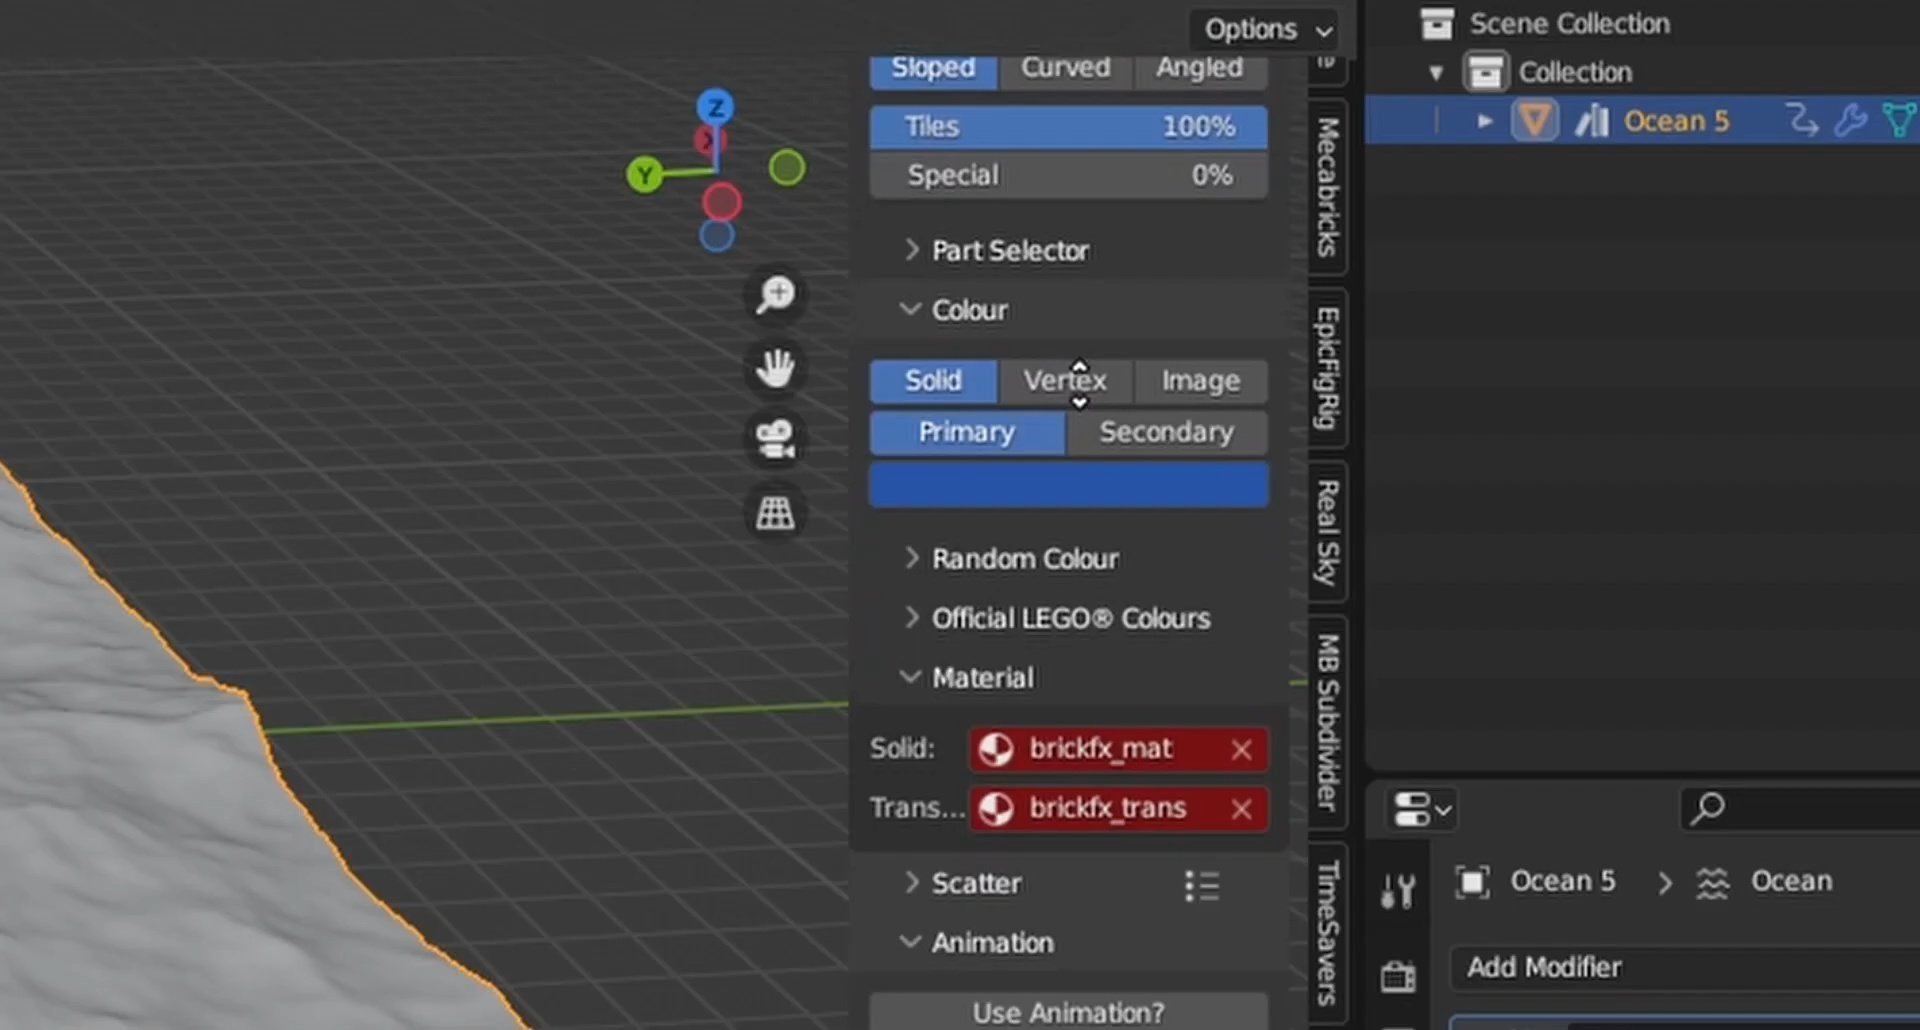 Options
Scene Collection
Collection
Ocean 5
Sloped Curved Angled
Tiles 100%
Special 0%
Part Selector
Colour
Solid Vertex Image
Primary Secondary
Random Colour
Official LEGO® Colours
Material
Solid: brickfx_mat
Trans... brickfx_trans
Scatter
Animation
Use Animation?
Z
X
Y
Mecabricks
EpicFigRig
Real Sky
MB Subdivider
TimeSavers
Ocean 5 > Ocean
Add Modifier